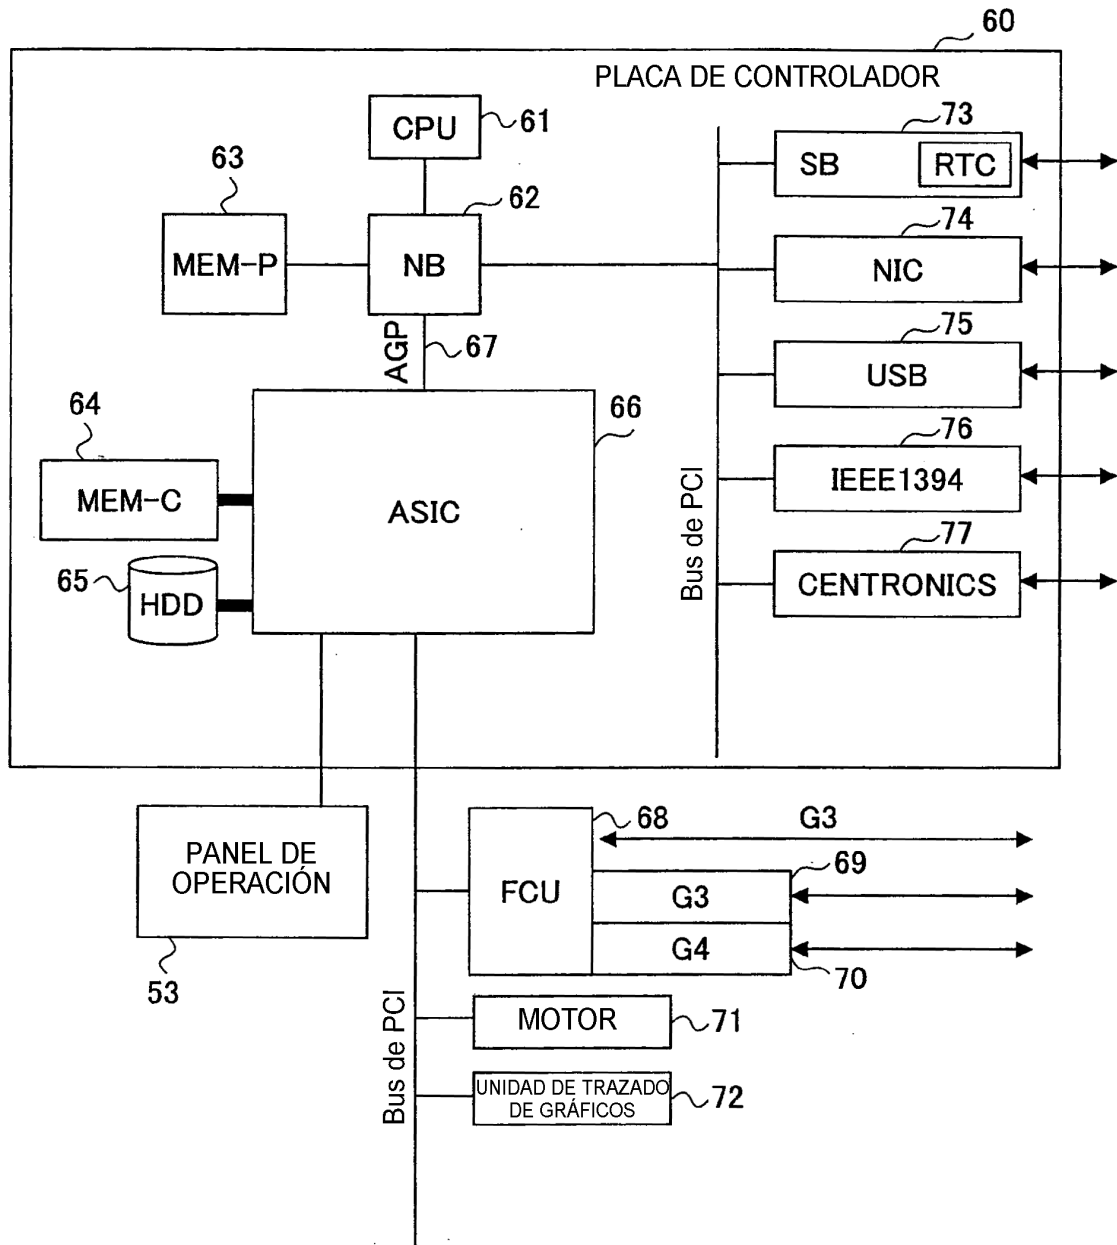 60
PLACA DE CONTROLADOR
CPU
61
73
SB
RTC
63
62
MEM-P
NB
74
NIC
AGP
67
75
USB
64
66
76
MEM-C
ASIC
IEEE1394
Bus de PCI
77
65
HDD
CENTRONICS
68
G3
PANEL DE
OPERACIÓN
69
FCU
G3
G4
53
70
Bus de PCI
MOTOR
71
UNIDAD DE TRAZADO
DE GRÁFICOS
72